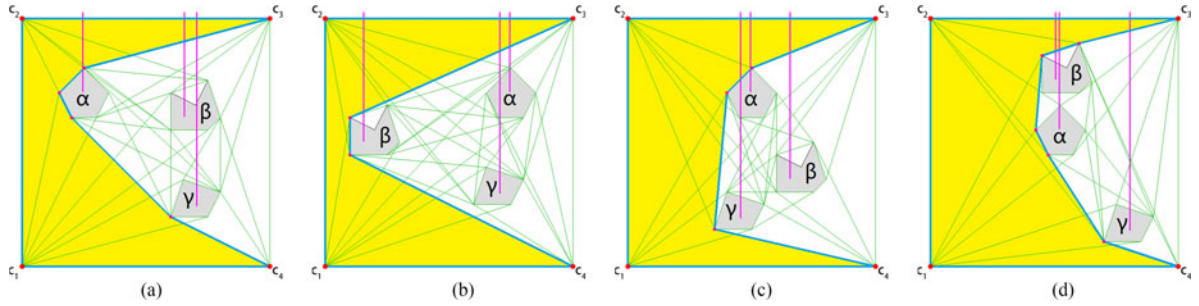 c₂ c₃ c₂ c₃ c₂ c₃ c₂ c₃
α β α β α β β α
γ γ γ γ
c₁ c₄ c₁ c₄ c₁ c₄ c₁ c₄
(a) (b) (c) (d)